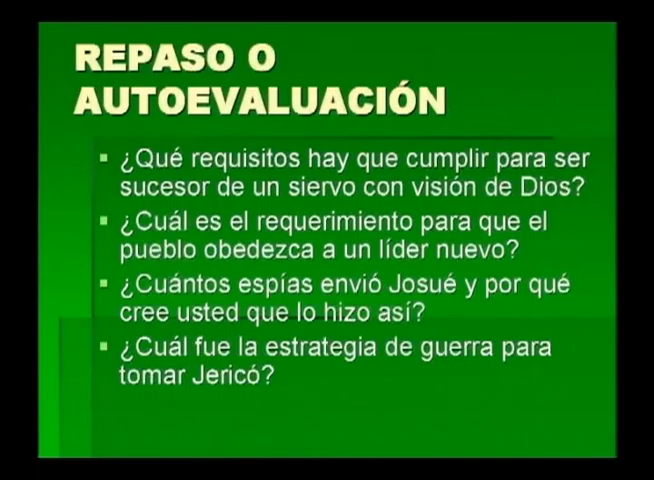 REPASO O
AUTOEVALUACIÓN
¿Qué requisitos hay que cumplir para ser
sucesor de un siervo con visión de Dios?
¿Cuál es el requerimiento para que el
pueblo obedezca a un líder nuevo?
¿Cuántos espías envió Josué y por qué
cree usted que lo hizo así?
¿Cuál fue la estrategia de guerra para
tomar Jericó?